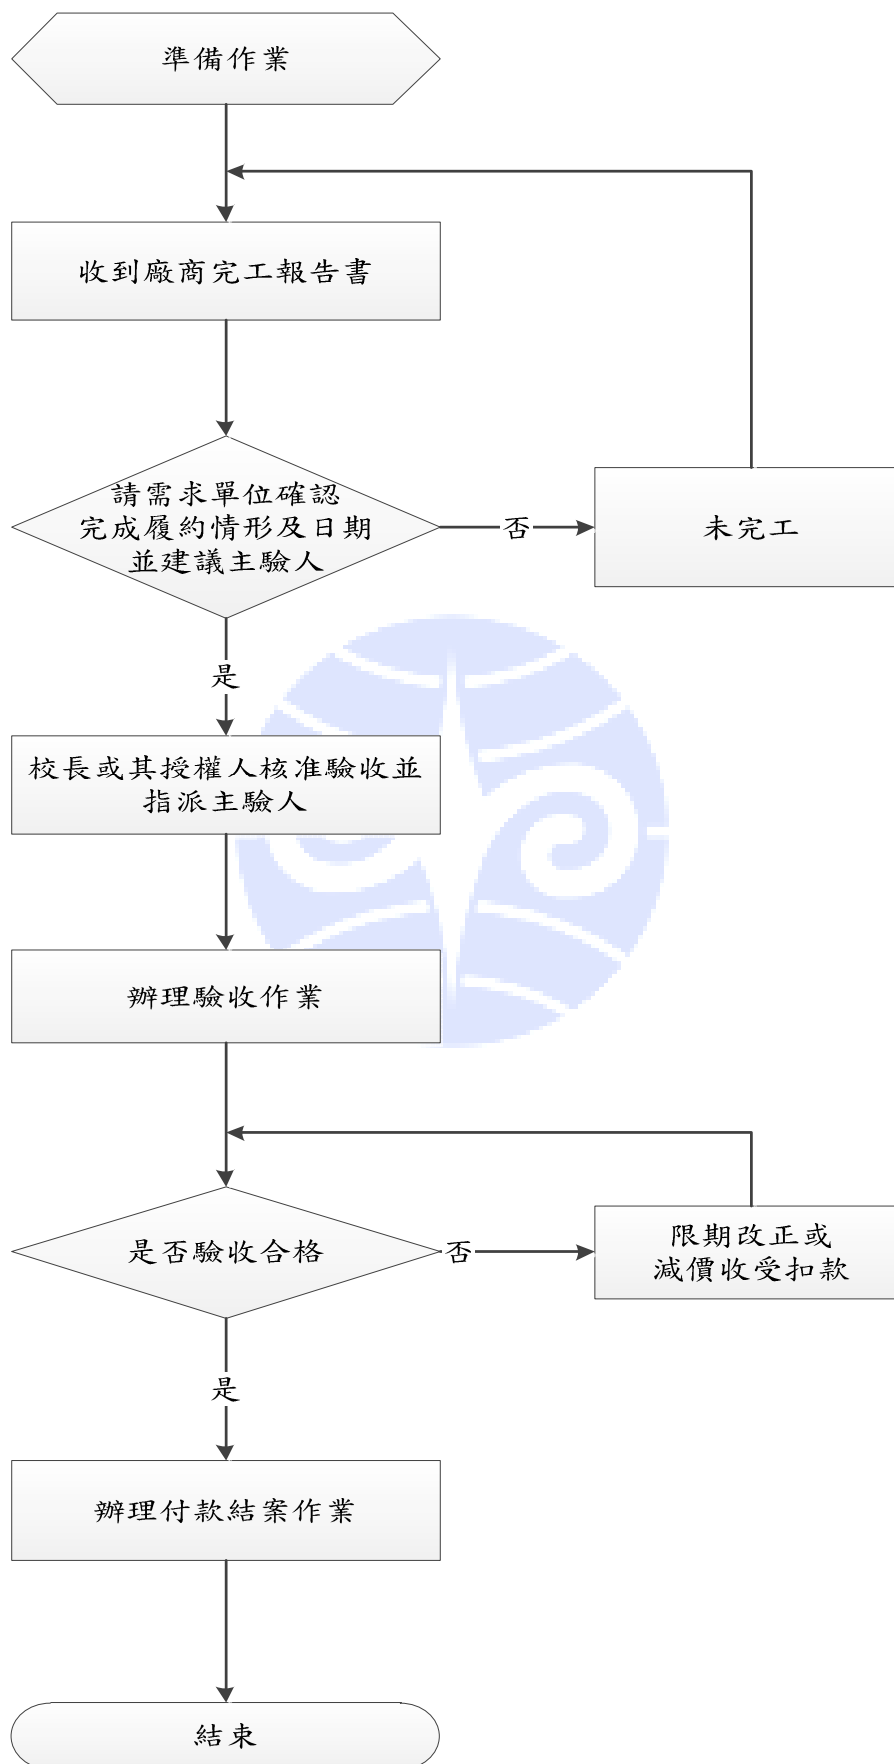 準備作業
收到廠商完工報告書
請需求單位確認
完成履約情形及日期
並建議主驗人
否
未完工
是
校長或其授權人核准驗收並
指派主驗人
辦理驗收作業
是否驗收合格
否
限期改正或
減價收受扣款
是
辦理付款結案作業
結束